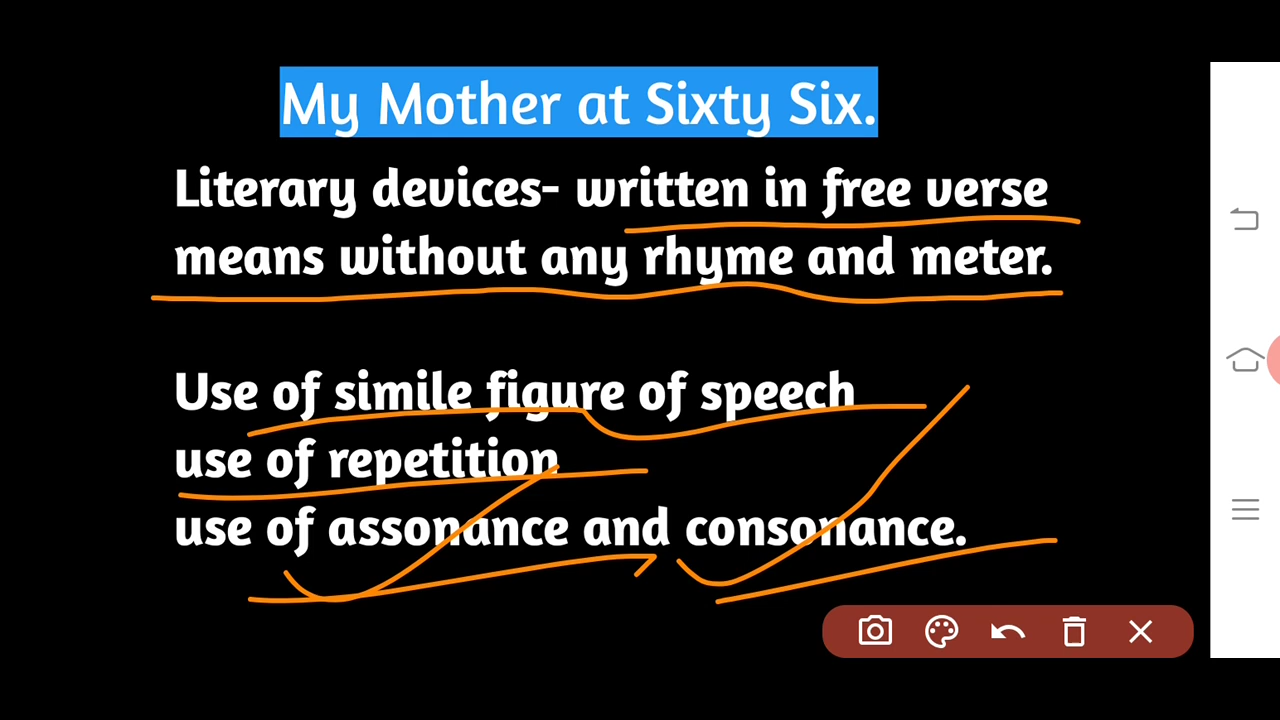 My Mother at Sixty Six.
Literary devices- written in free verse
means without any rhyme and meter.
Use of simile figure of speech
use of repetition
use of assonance and consonance.